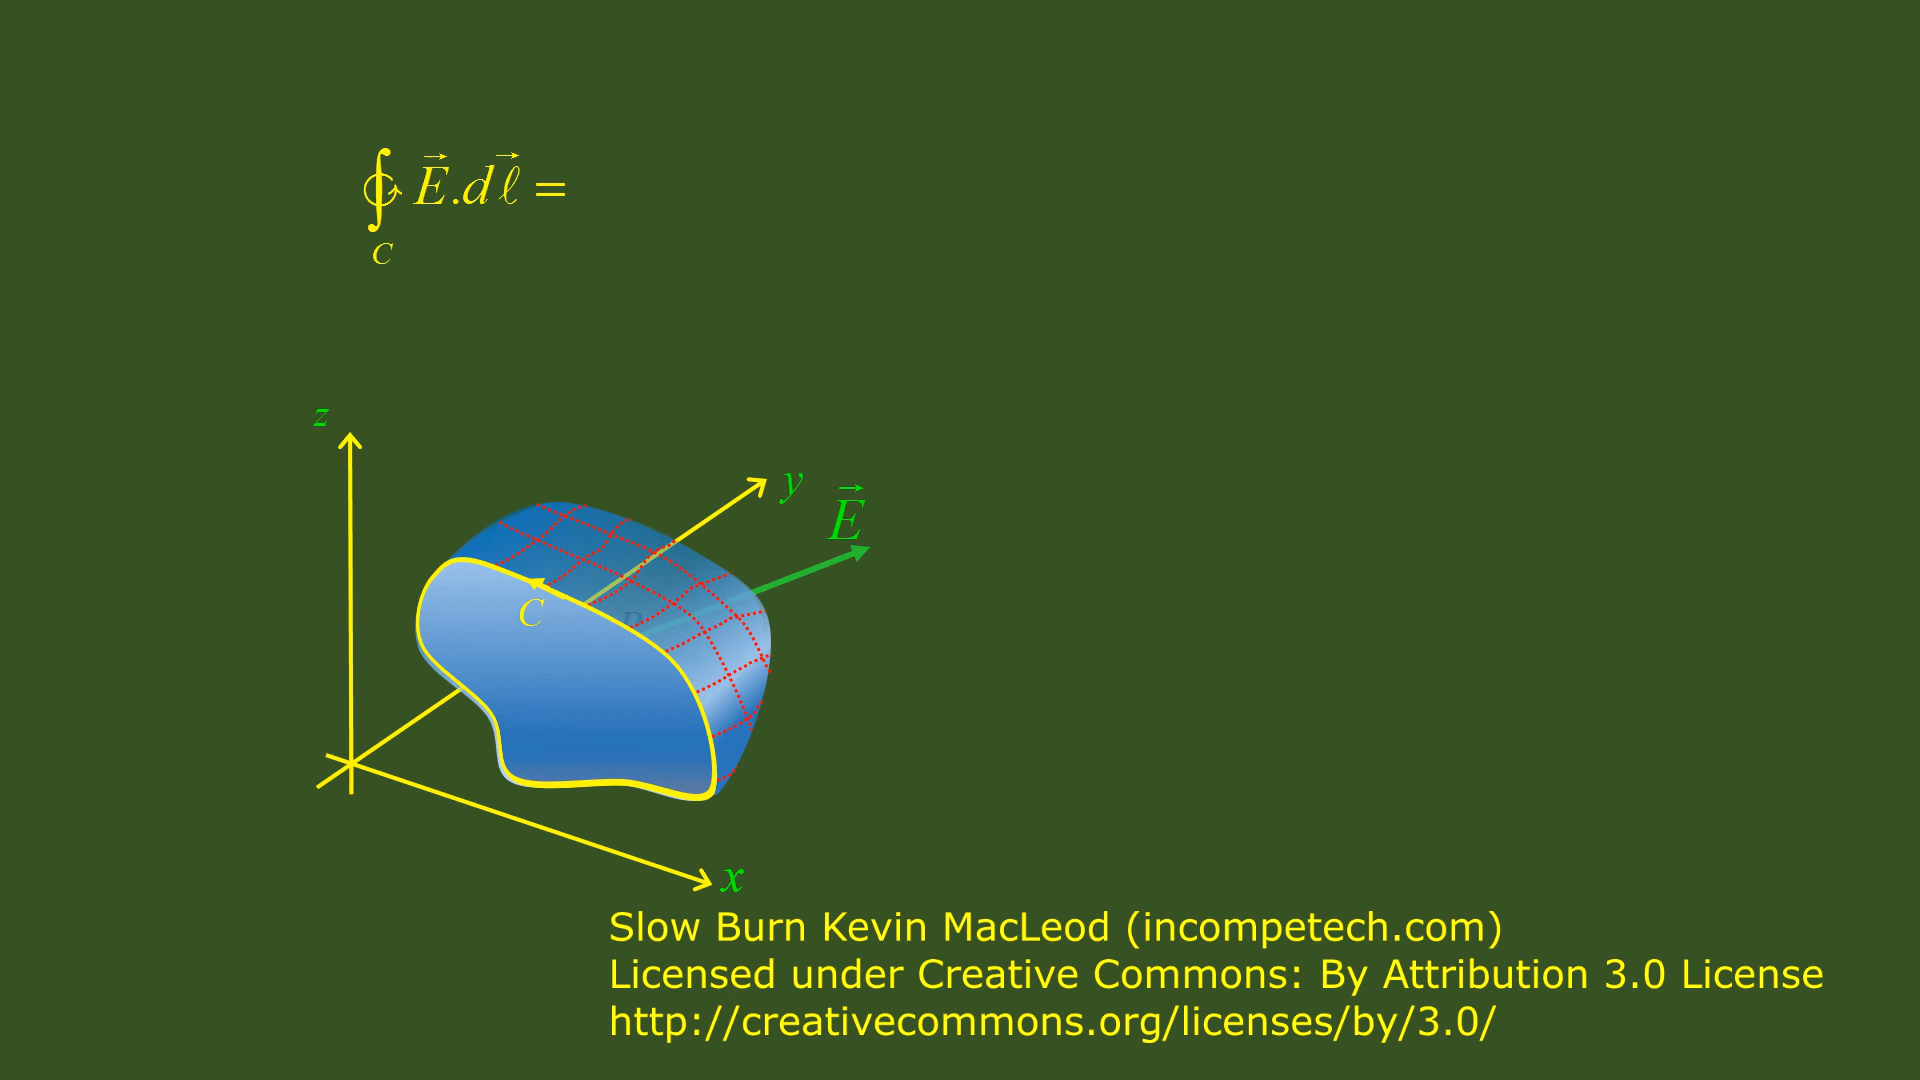 ∮ E⃗.dℓ⃗ =
C
z
y
E⃗
C
x
Slow Burn Kevin MacLeod (incompetech.com)
Licensed under Creative Commons: By Attribution 3.0 License
http://creativecommons.org/licenses/by/3.0/